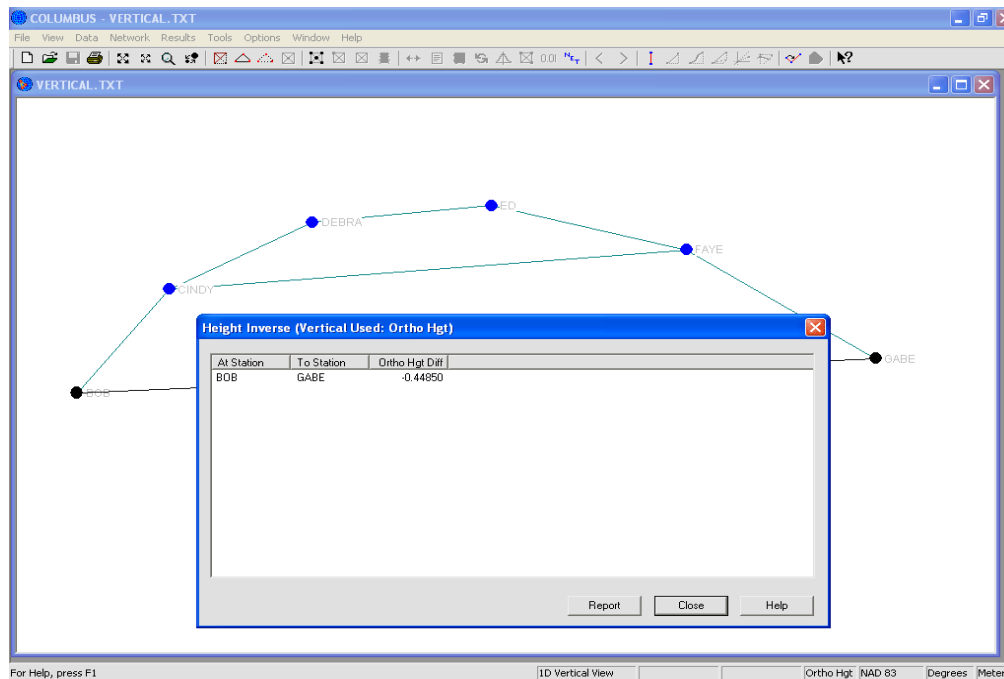 COLUMBUS - VERTICAL.TXT
File View Data Network Results Tools Options Window Help
0.01
VERTICAL.TXT
ED
DEBRA
FAYE
CINDY
Height Inverse (Vertical Used: Ortho Hgt)
GABE
At Station To Station Ortho Hgt Diff
BOB GABE -0.44850
BOB
Report Close Help
For Help, press F1 1D Vertical View Ortho Hgt NAD 83 Degrees Meter